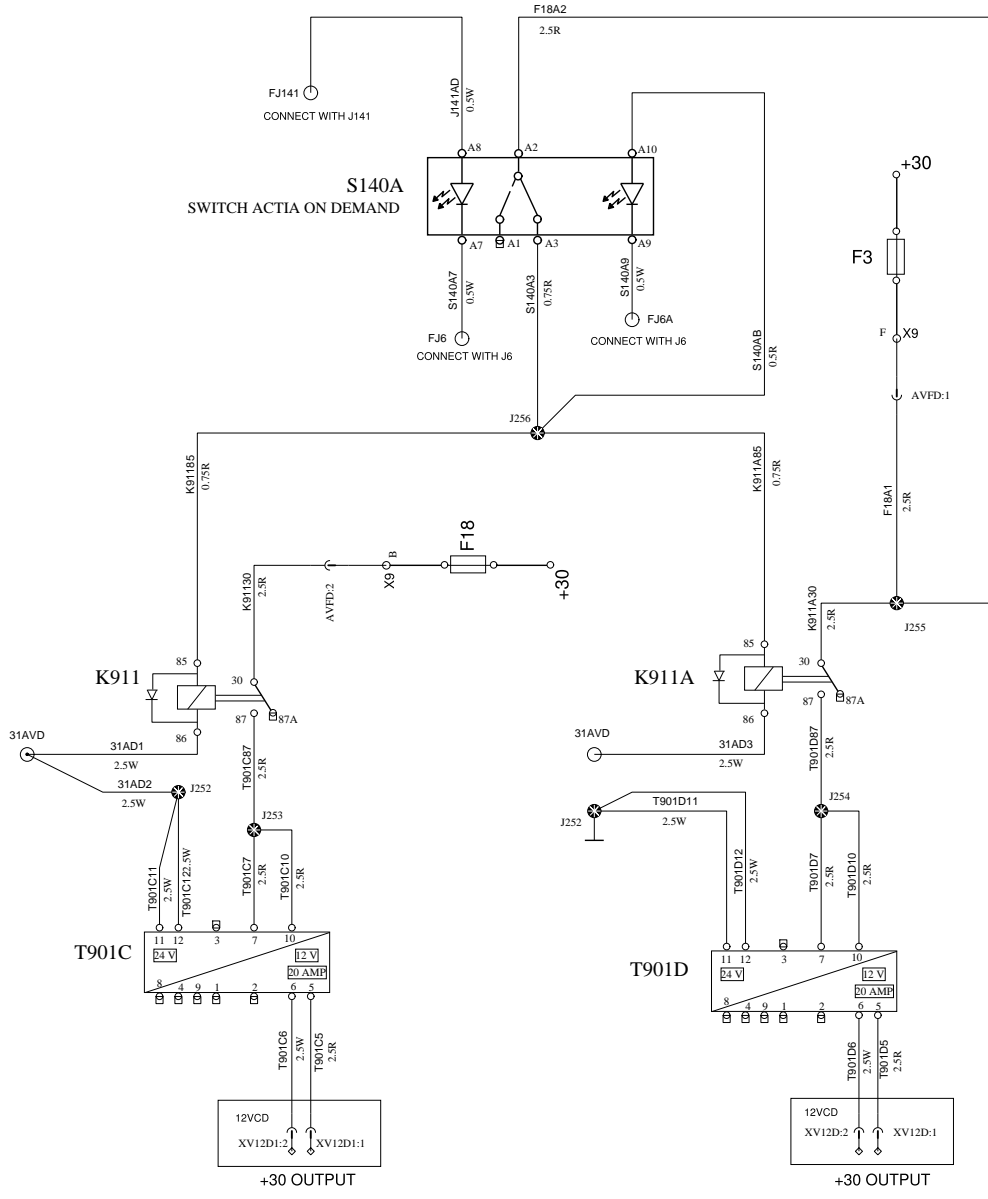 F18A2
2.5R
FJ141
CONNECT WITH J141
J141AD
0.5W
A8
A2
A10
S140A
SWITCH ACTIA ON DEMAND
A7
A1
A3
A9
S140A7
0.5W
S140A3
0.75R
S140A9
0.5W
FJ6
CONNECT WITH J6
FJ6A
CONNECT WITH J6
S140AB
0.5R
+30
F3
F
X9
AVFD:1
F18A1
2.5R
J256
K91185
0.75R
K911A85
0.75R
K91130
2.5R
AVFD:2
X9
B
F18
+30
K911A30
2.5R
J255
85
K911
30
87
87A
86
31AVD
31AD1
2.5W
31AD2
2.5W
J252
T901C87
2.5R
J253
85
K911A
30
87
87A
86
31AVD
31AD3
2.5W
T901D87
2.5R
J254
J252
T901D11
2.5W
T901D12
2.5W
T901D7
2.5R
T901D10
2.5R
T901C11
2.5W
T901C12
2.5W
T901C7
2.5R
T901C10
2.5R
T901C
11
12
3
7
10
24 V
12 V
20 AMP
8
4
9
1
2
6
5
T901D
11
12
3
7
10
24 V
12 V
20 AMP
8
4
9
1
2
6
5
T901C6
2.5W
T901C5
2.5R
T901D6
2.5W
T901D5
2.5R
12VCD
XV12D1:2
XV12D1:1
+30 OUTPUT
12VCD
XV12D:2
XV12D:1
+30 OUTPUT